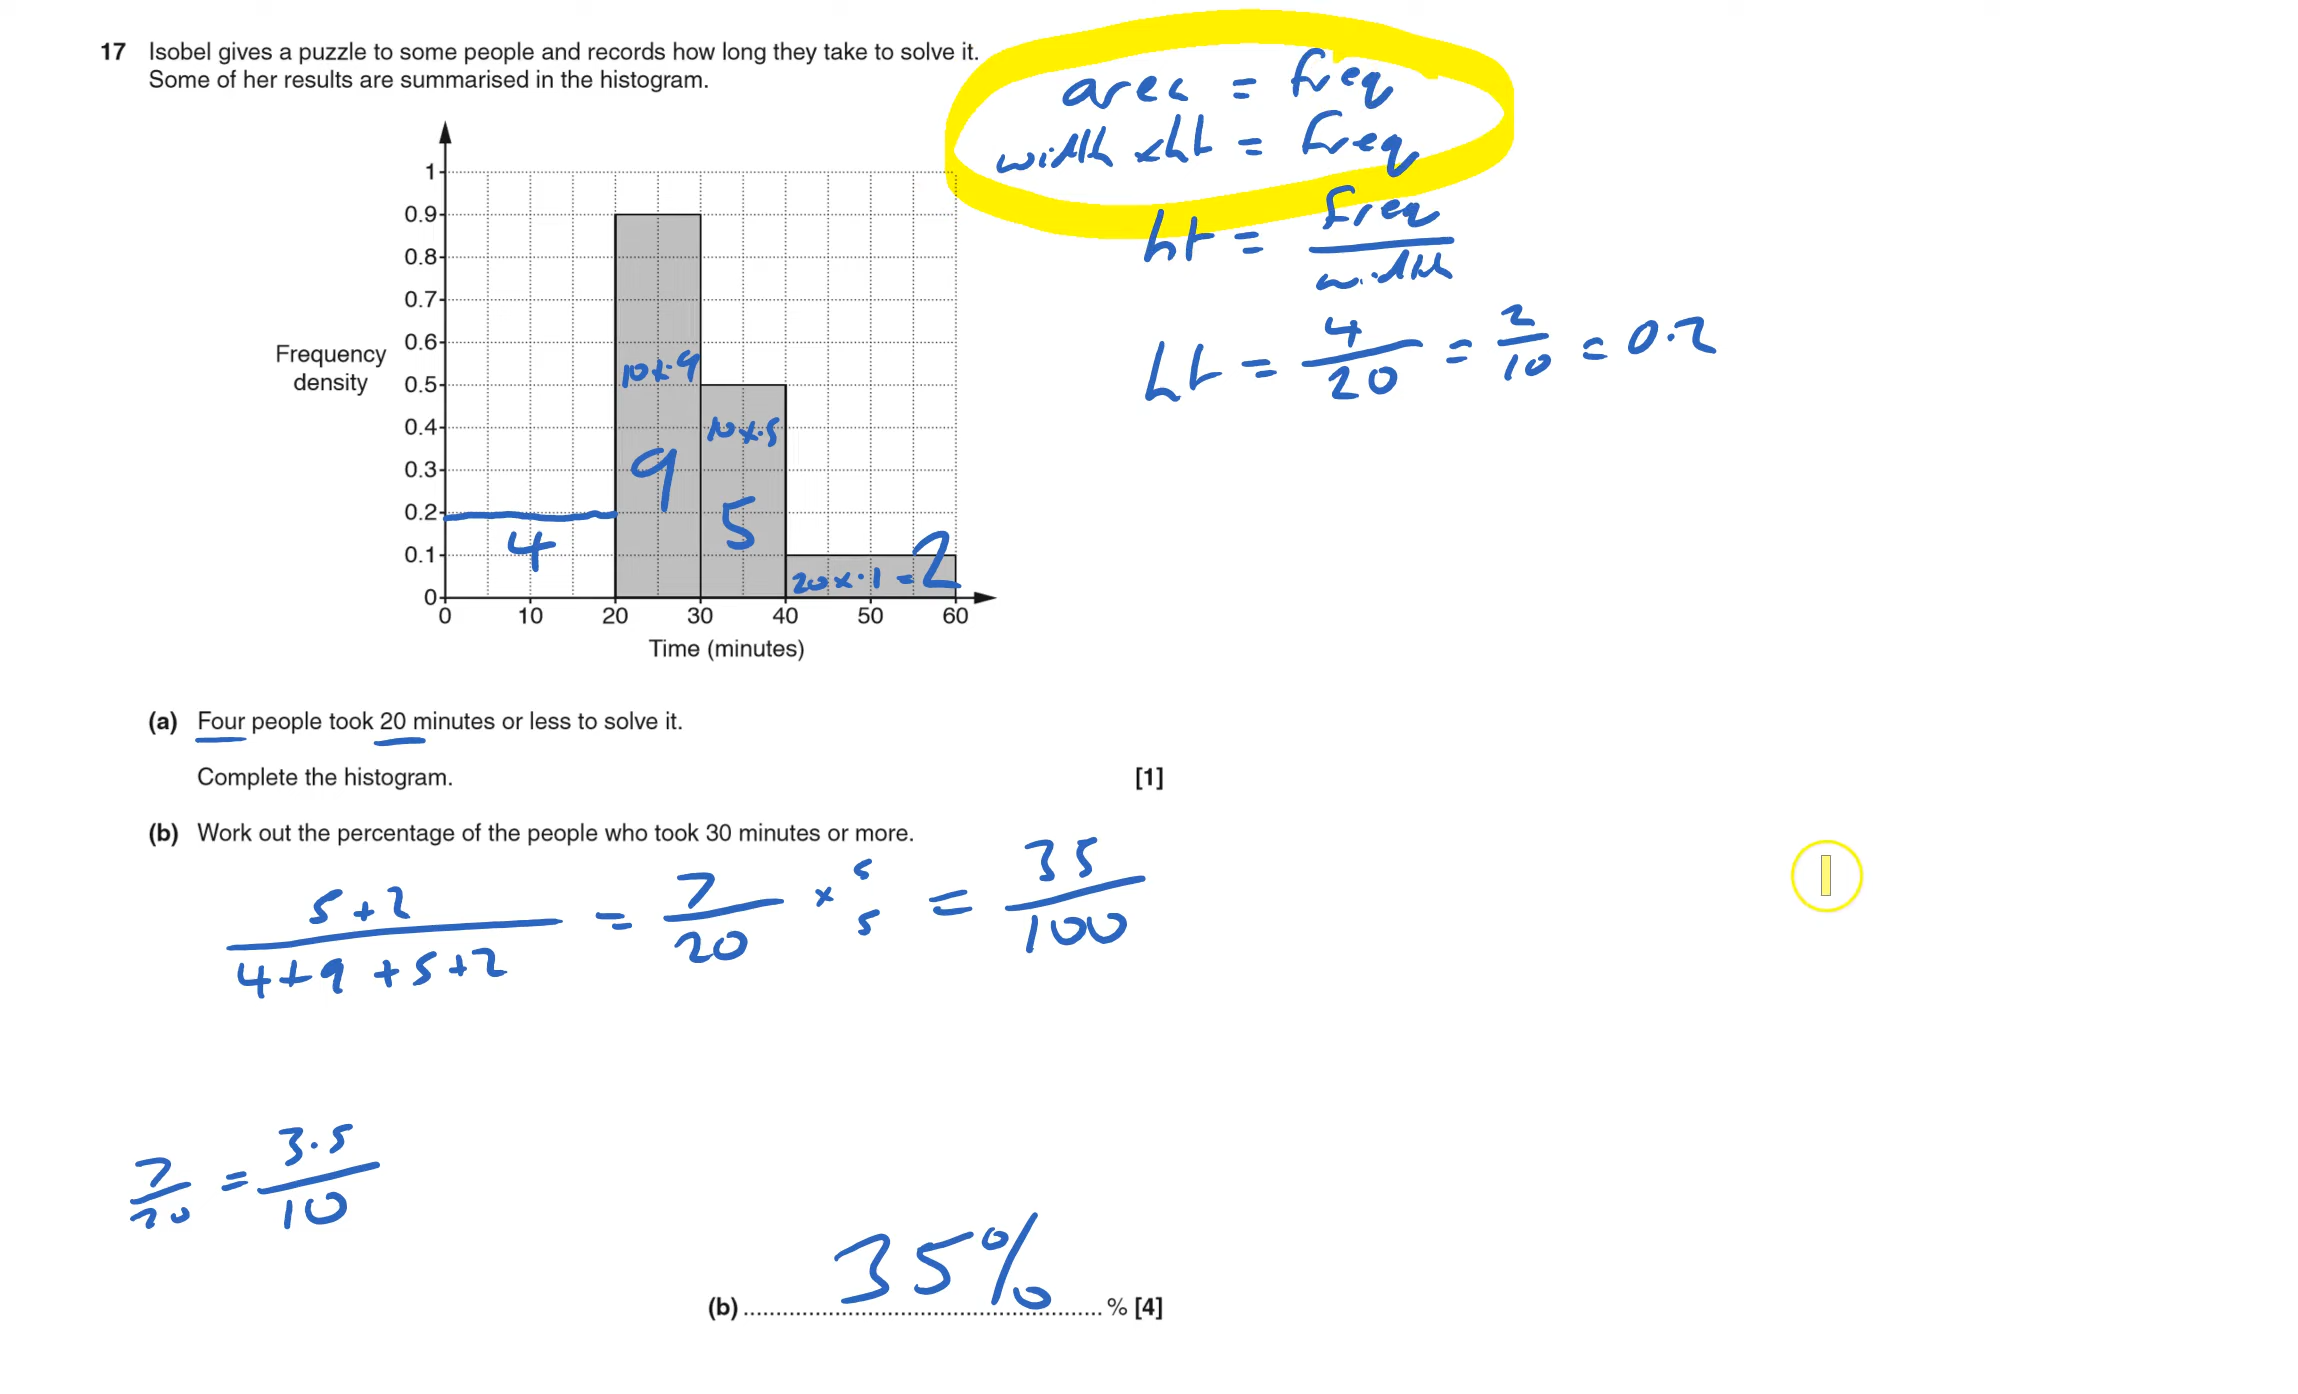 17 Isobel gives a puzzle to some people and records how long they take to solve it.
Some of her results are summarised in the histogram.
area = freq
width x ht = freq
ht = freq / width
ht = 4/20 = 2/10 = 0.2
1
0.9
0.8
0.7
0.6
0.5
0.4
0.3
0.2
0.1
0
Frequency
density
10 x .9
9
10 x .5
5
4
20 x .1 = 2
0 10 20 30 40 50 60
Time (minutes)
(a) Four people took 20 minutes or less to solve it.
Complete the histogram. [1]
(b) Work out the percentage of the people who took 30 minutes or more.
5+2 / 4+9+5+2 = 7/20 x 5/5 = 35/100
7/20 = 3.5/10
35%
(b) .......... % [4]